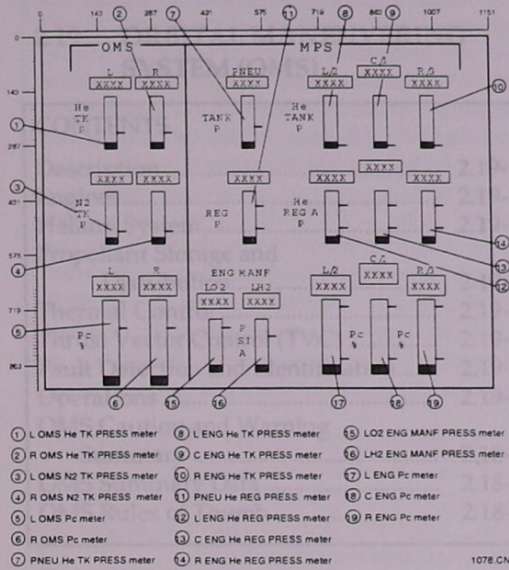 0 143 287 431 575 719 863 1007 1151
0
143
287
431
575
719
863
OMS MPS
L R PNEU L/2 C/1 R/3
XXXX XXXX XXXX XXXX XXXX XXXX
He TK P
TANK P
He TANK P
XXXX XXXX XXXX XXXX XXXX XXXX
N2 TK P
REG P
He REG A P
L R ENG MANF LO2 LH2 L/2 C/1 R/3
XXXX XXXX XXXX XXXX XXXX XXXX XXXX
Pc %
PSIA
Pc %
Pc %
1 L OMS He TK PRESS meter
2 R OMS He TK PRESS meter
3 L OMS N2 TK PRESS meter
4 R OMS N2 TK PRESS meter
5 L OMS Pc meter
6 R OMS Pc meter
7 PNEU He TK PRESS meter
8 L ENG He TK PRESS meter
9 C ENG He TK PRESS meter
10 R ENG He TK PRESS meter
11 PNEU He REG PRESS meter
12 L ENG He REG PRESS meter
13 C ENG He REG PRESS meter
14 R ENG He REG PRESS meter
15 LO2 ENG MANF PRESS meter
16 LH2 ENG MANF PRESS meter
17 L ENG Pc meter
18 C ENG Pc meter
19 R ENG Pc meter
1078.CN